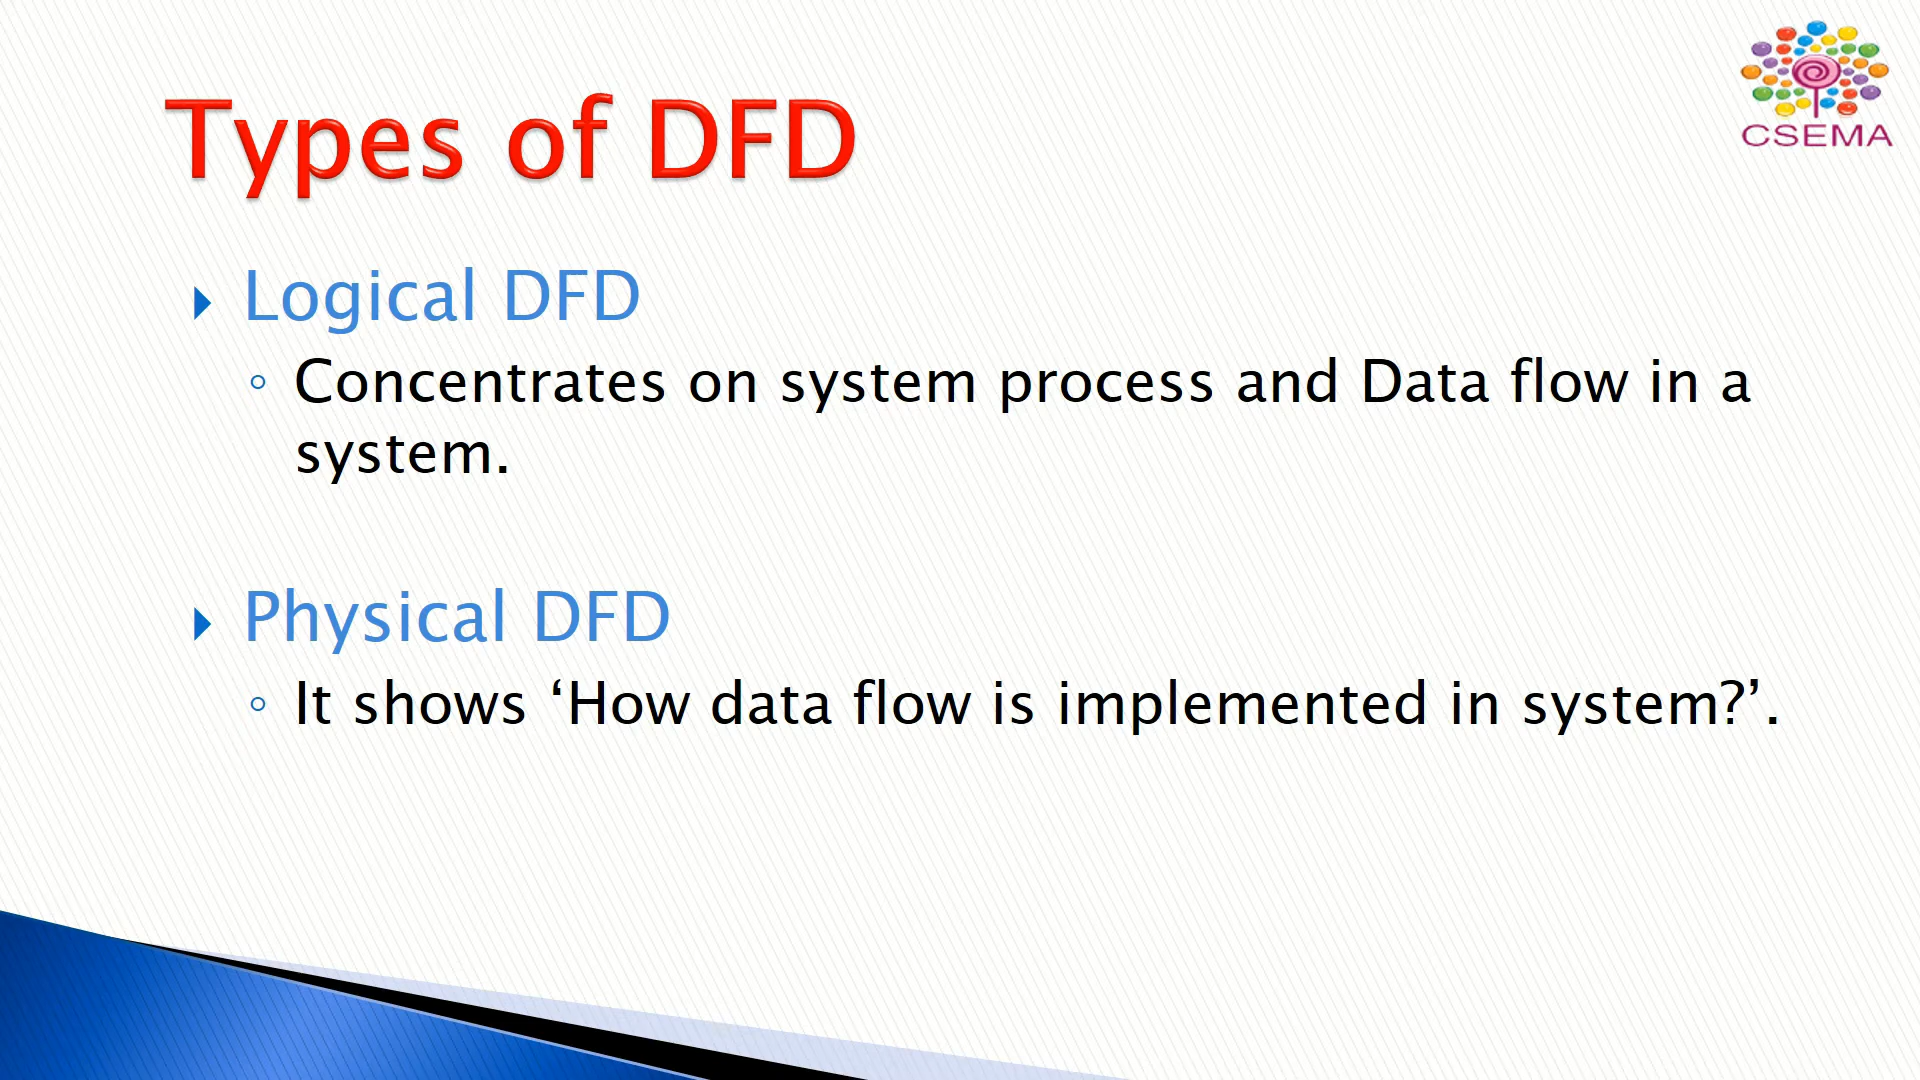 CSEMA
Types of DFD
Logical DFD
Concentrates on system process and Data flow in a
system.
Physical DFD
It shows ‘How data flow is implemented in system?’.